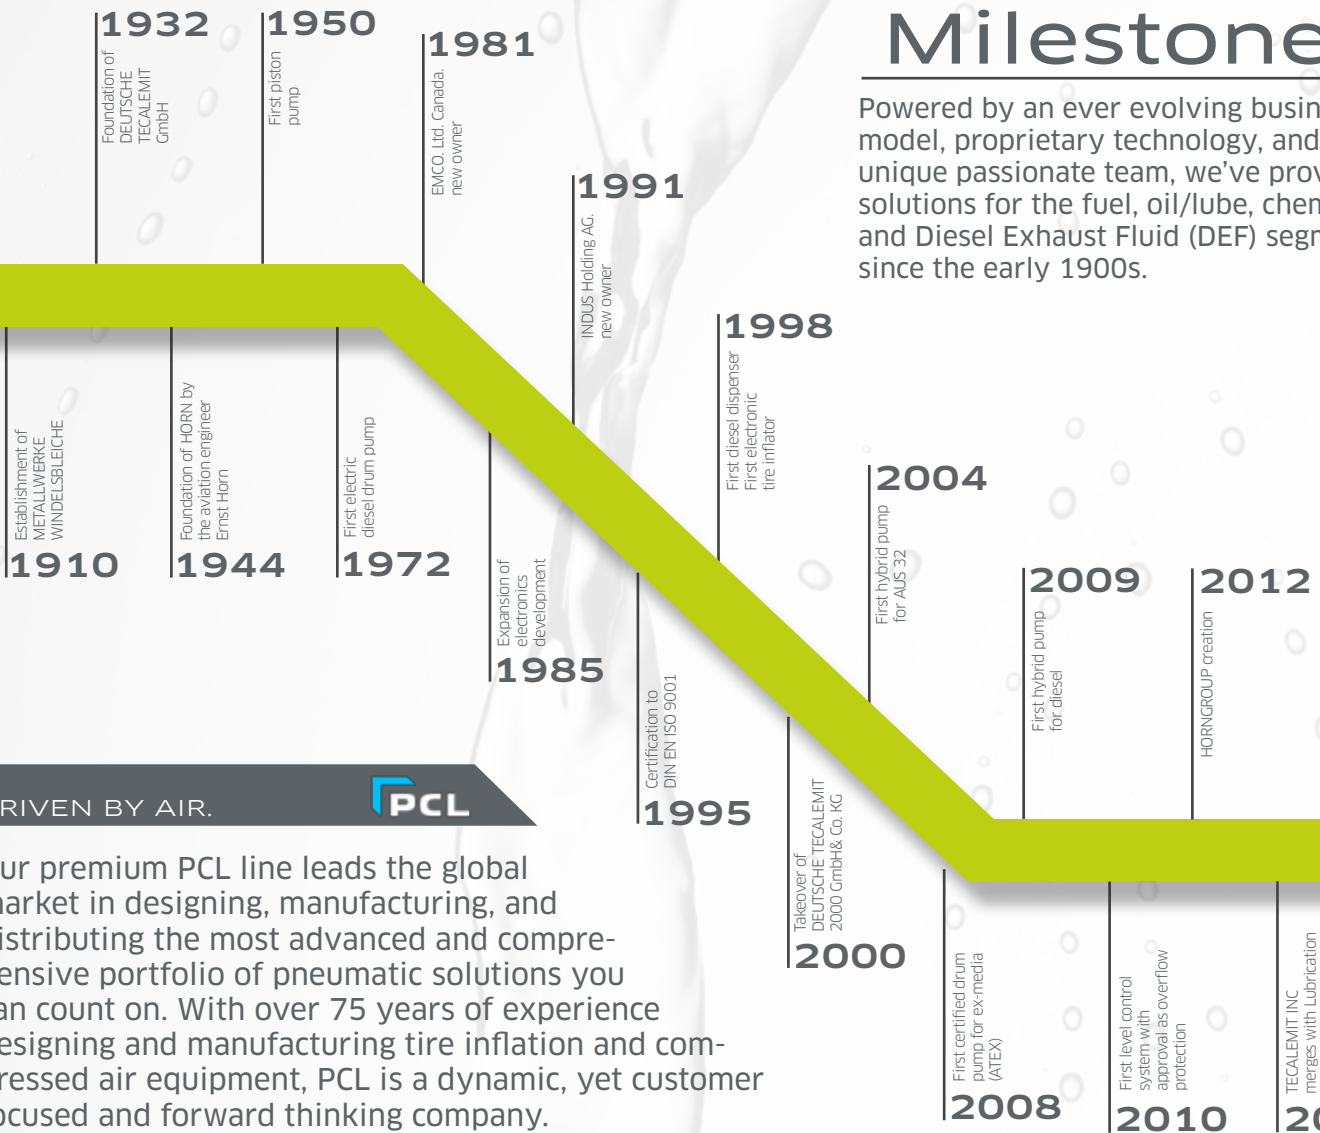 1932
Foundation of
DEUTSCHE
TECALEMIT
GmbH
1950
First piston
pump
1981
EMCO. Ltd. Canada.
new owner
1991
INDUS Holding AG.
new owner
1998
First diesel dispenser
First electronic
tire inflator
2004
First hybrid pump
for AUS 32
2009
First hybrid pump
for diesel
2012
HORNGROUP creation
Milestone
Powered by an ever evolving busin
model, proprietary technology, and
unique passionate team, we've prov
solutions for the fuel, oil/lube, chem
and Diesel Exhaust Fluid (DEF) segm
since the early 1900s.
Establishment of
METALLWERKE
WINDELSBLEICHE
1910
Foundation of HORN by
the aviation engineer
Ernst Horn
1944
First electric
diesel drum pump
1972
Expansion of
electronics
development
1985
Certification to
DIN EN ISO 9001
1995
Takeover of
DEUTSCHE TECALEMIT
2000 GmbH& Co. KG
2000
First certified drum
pump for ex-media
(ATEX)
2008
First level control
system with
approval as overflow
protection
2010
TECALEMIT INC
merges with Lubrication
20
RIVEN BY AIR.
PCL
ur premium PCL line leads the global
arket in designing, manufacturing, and
istributing the most advanced and compre-
ensive portfolio of pneumatic solutions you
an count on. With over 75 years of experience
esigning and manufacturing tire inflation and com-
ressed air equipment, PCL is a dynamic, yet customer
ocused and forward thinking company.